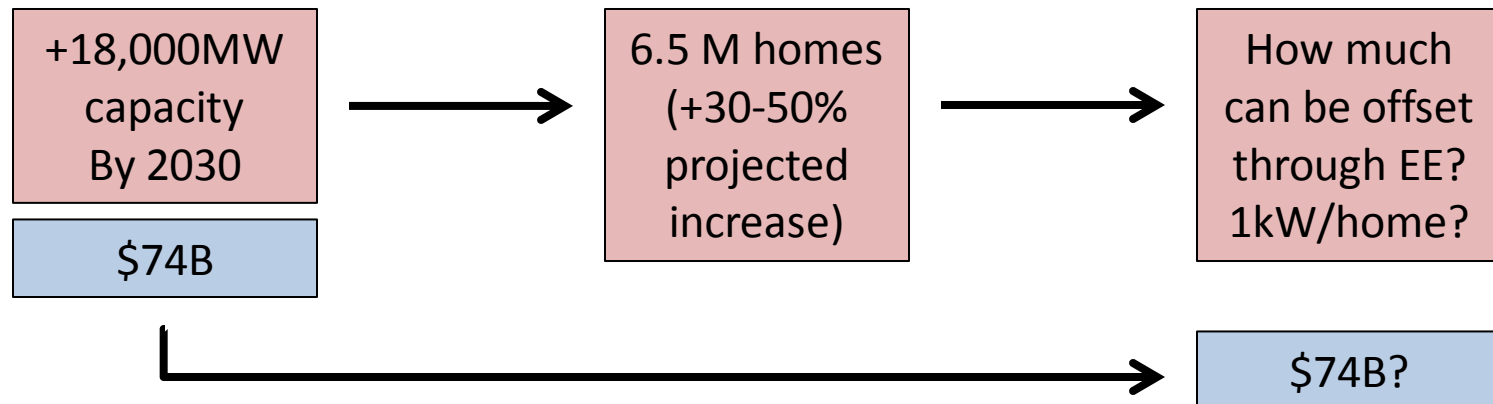 +18,000MW
capacity
By 2030
$74B
6.5 M homes
(+30-50%
projected
increase)
How much
can be offset
through EE?
1kW/home?
$74B?